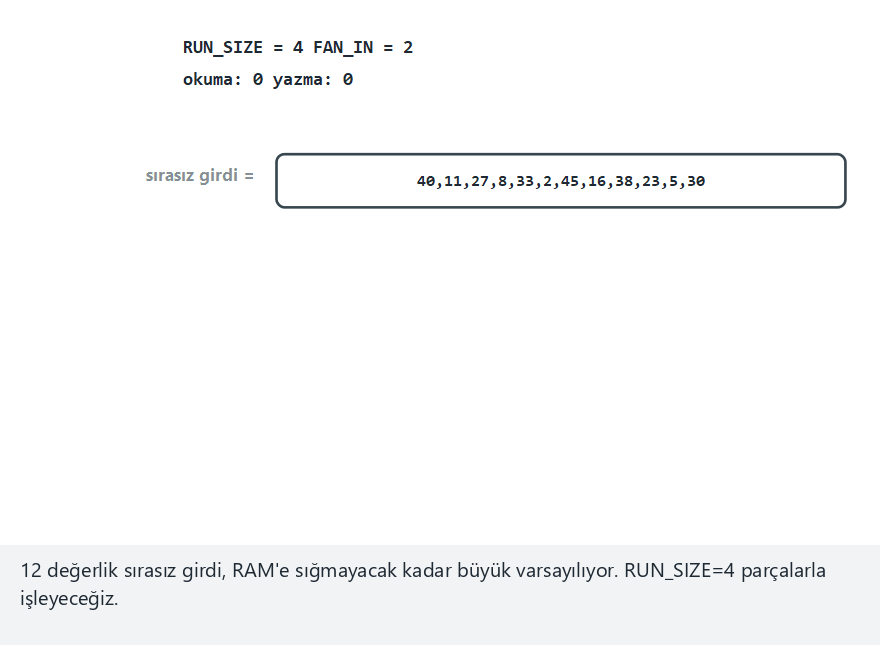 RUN_SIZE = 4 FAN_IN = 2
okuma: 0 yazma: 0
sırasız girdi =
40,11,27,8,33,2,45,16,38,23,5,30
12 değerlik sırasız girdi, RAM'e sığmayacak kadar büyük varsayılıyor. RUN_SIZE=4 parçalarla
işleyeceğiz.